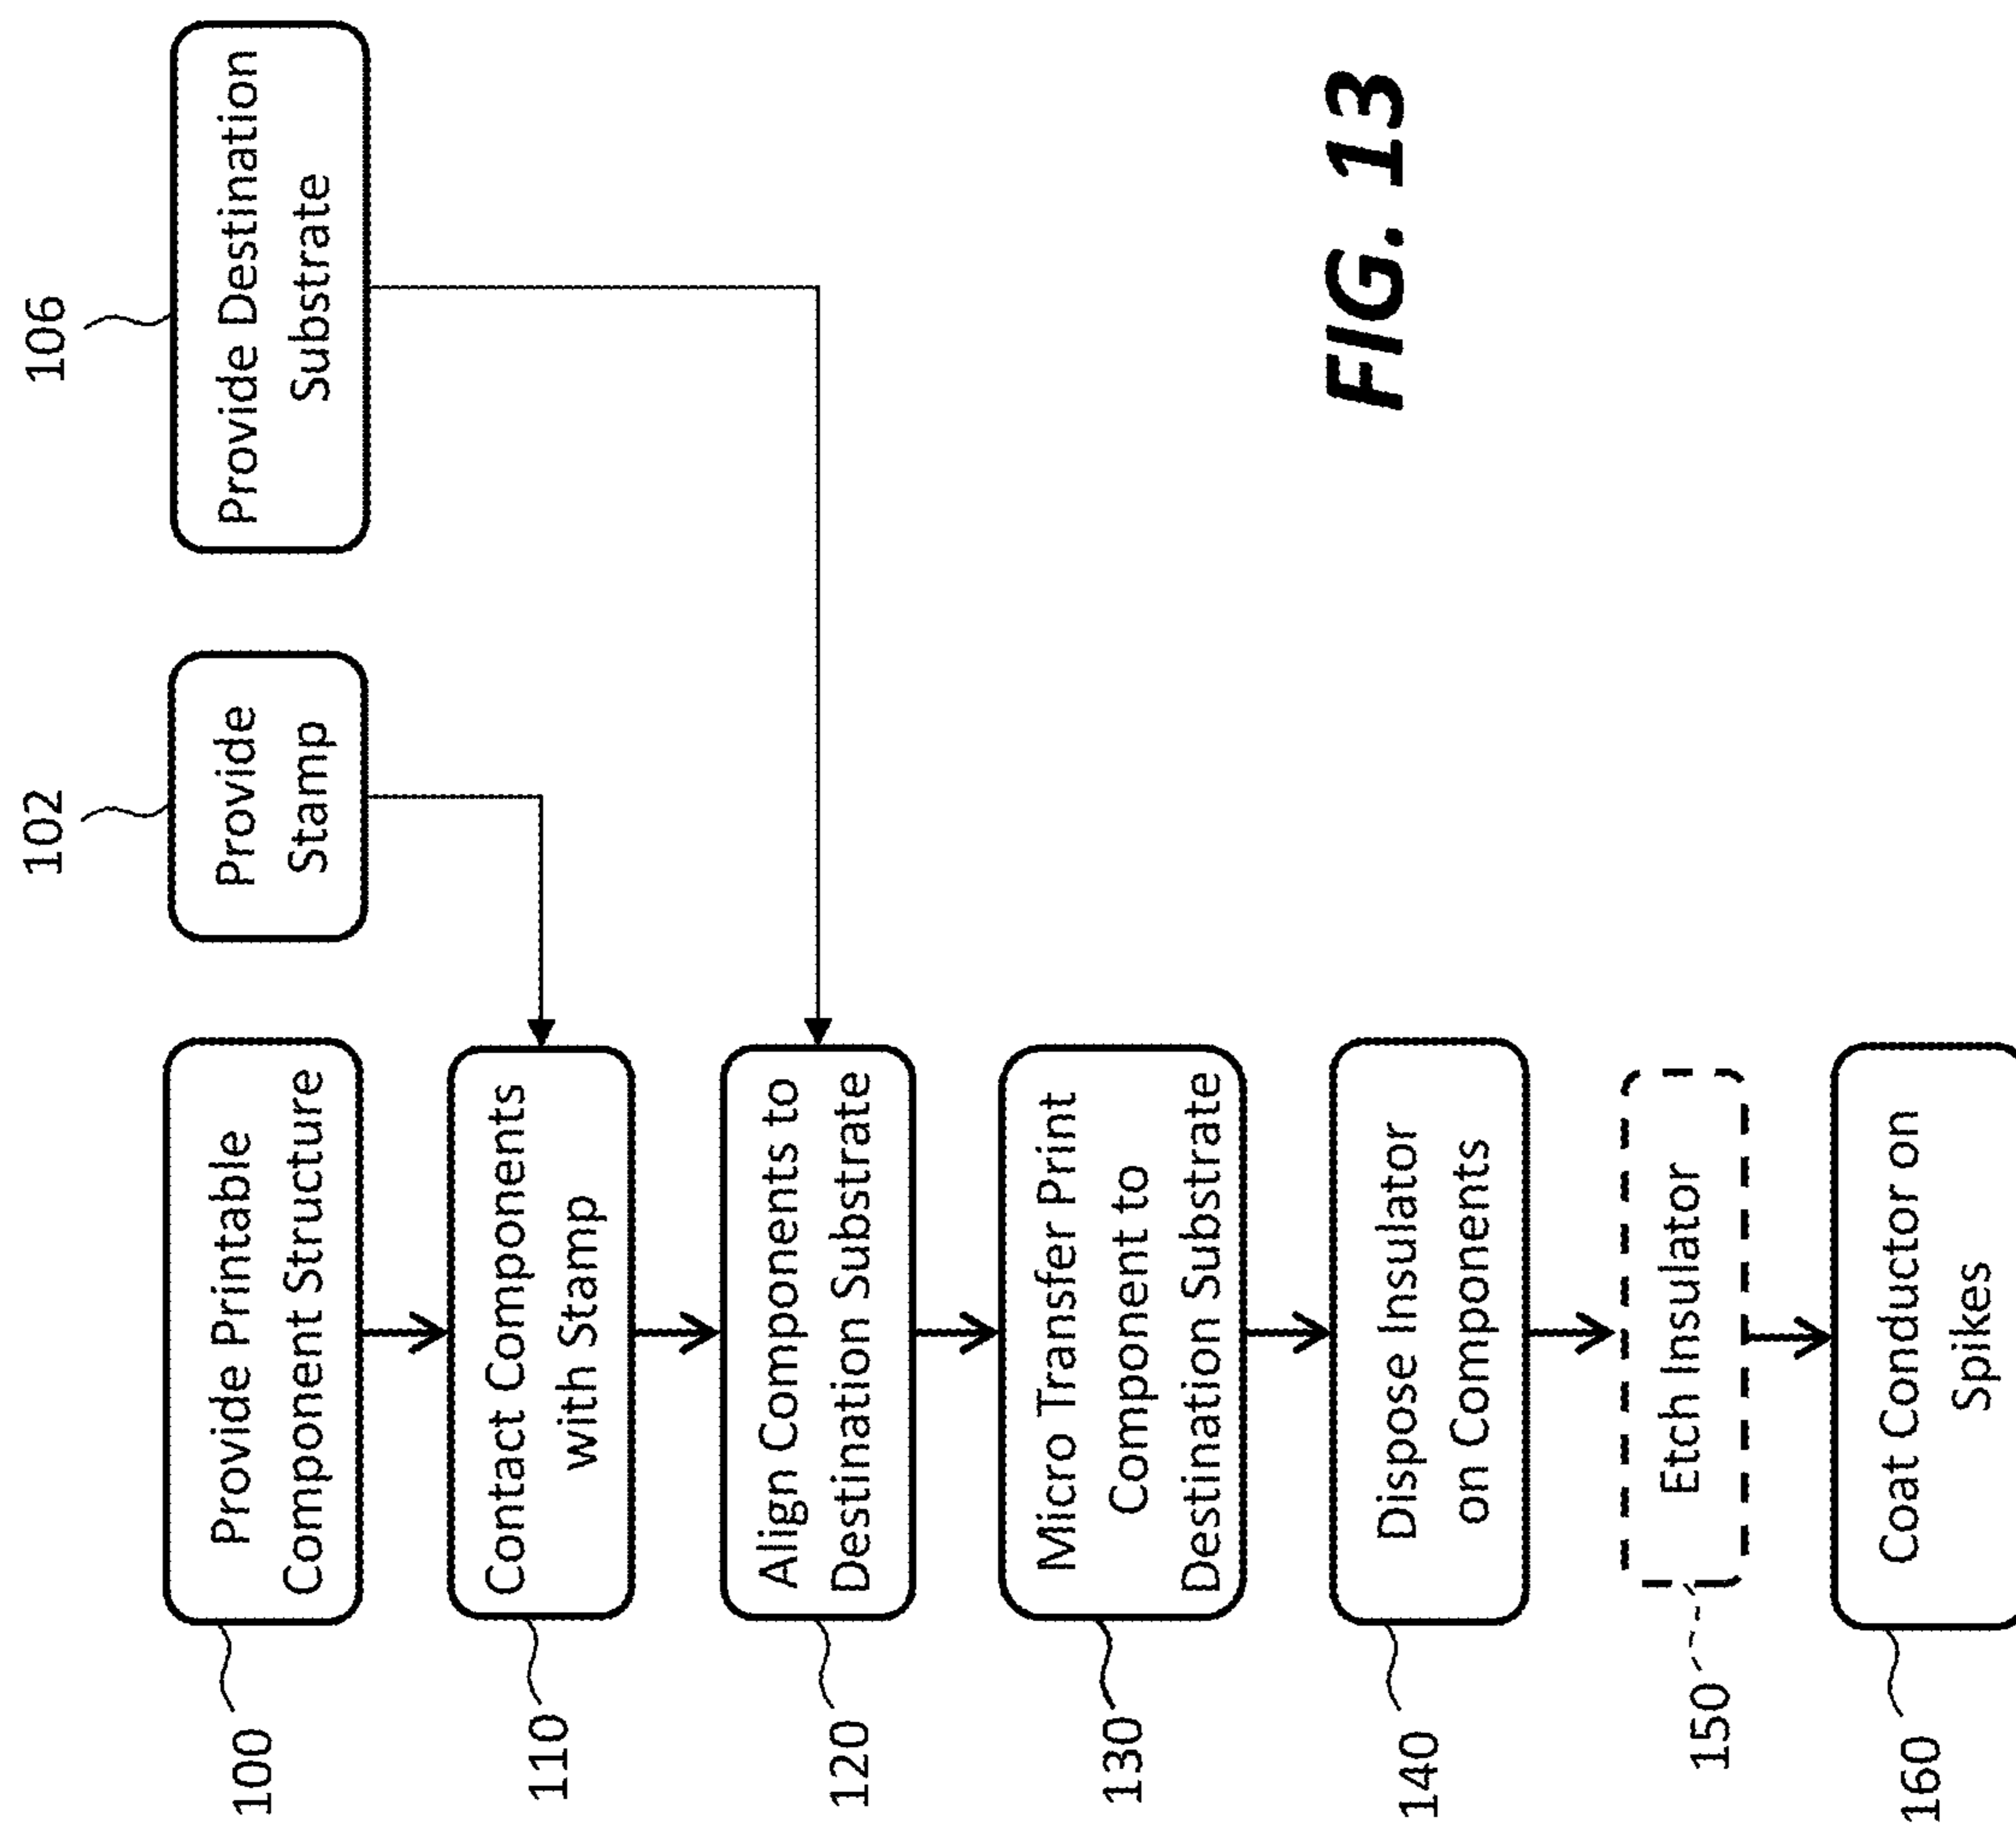 100
Provide Printable
Component Structure
102
Provide
Stamp
106
Provide Destination
Substrate
110
Contact Components
with Stamp
120
Align Components to
Destination Substrate
130
Micro Transfer Print
Component to
Destination Substrate
140
Dispose Insulator
on Components
150
Etch Insulator
160
Coat Conductor on
Spikes
FIG. 13